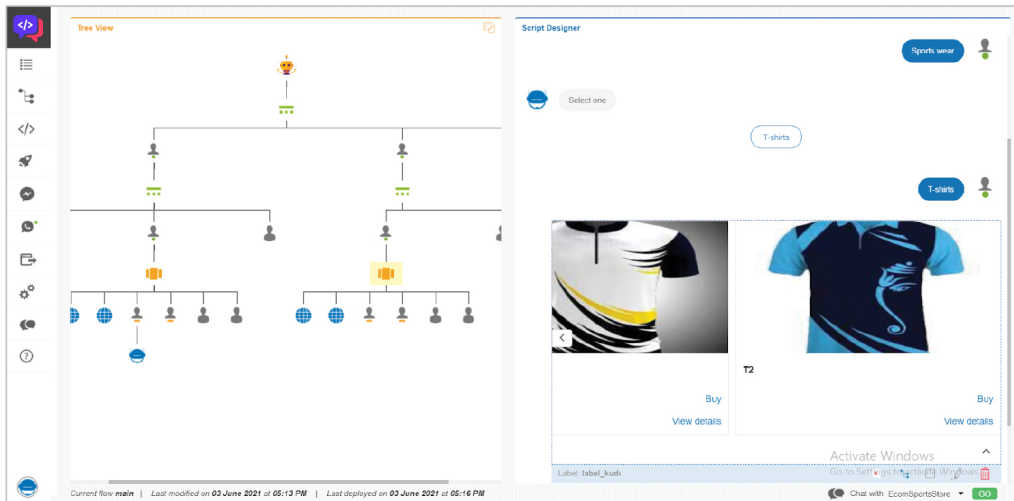 Tree View
Script Designer
Sports wear
Select one
T-shirts
T-shirts
T2
Buy
View details
Buy
View details
Activate Windows
Go to Settings to activate Windows.
Label: label_kudk
Current flow main | Last modified on 03 June 2021 at 05:13 PM | Last deployed on 03 June 2021 at 05:16 PM
Chat with EcomSportsStore
GO